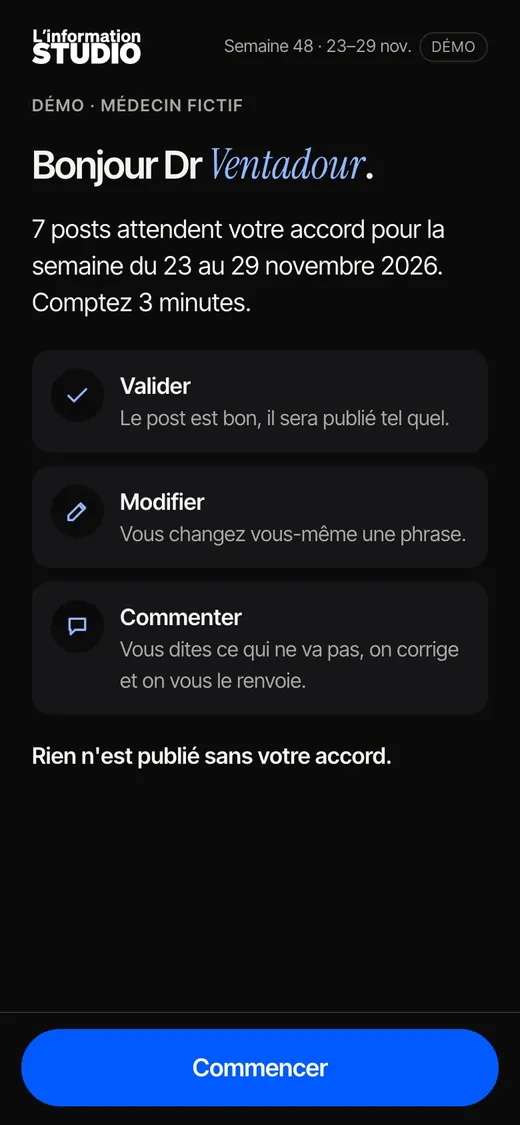 L'information
STUDIO
Semaine 48 · 23–29 nov.
DÉMO
DÉMO · MÉDECIN FICTIF
Bonjour Dr Ventadour.
7 posts attendent votre accord pour la
semaine du 23 au 29 novembre 2026.
Comptez 3 minutes.
Valider
Le post est bon, il sera publié tel quel.
Modifier
Vous changez vous-même une phrase.
Commenter
Vous dites ce qui ne va pas, on corrige
et on vous le renvoie.
Rien n'est publié sans votre accord.
Commencer